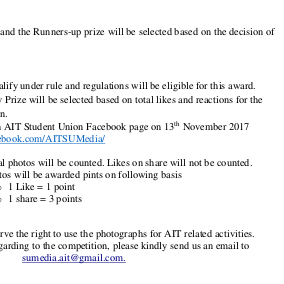 and the Runners-up prize will be selected based on the decision of
alify under rule and regulations will be eligible for this award.
Prize will be selected based on total likes and reactions for the
n.
AIT Student Union Facebook page on 13th November 2017
ebook.com/AITSUMedia/
al photos will be counted. Likes on share will not be counted.
tos will be awarded pints on following basis
1 Like = 1 point
1 share = 3 points
rve the right to use the photographs for AIT related activities.
garding to the competition, please kindly send us an email to
sumedia.ait@gmail.com.